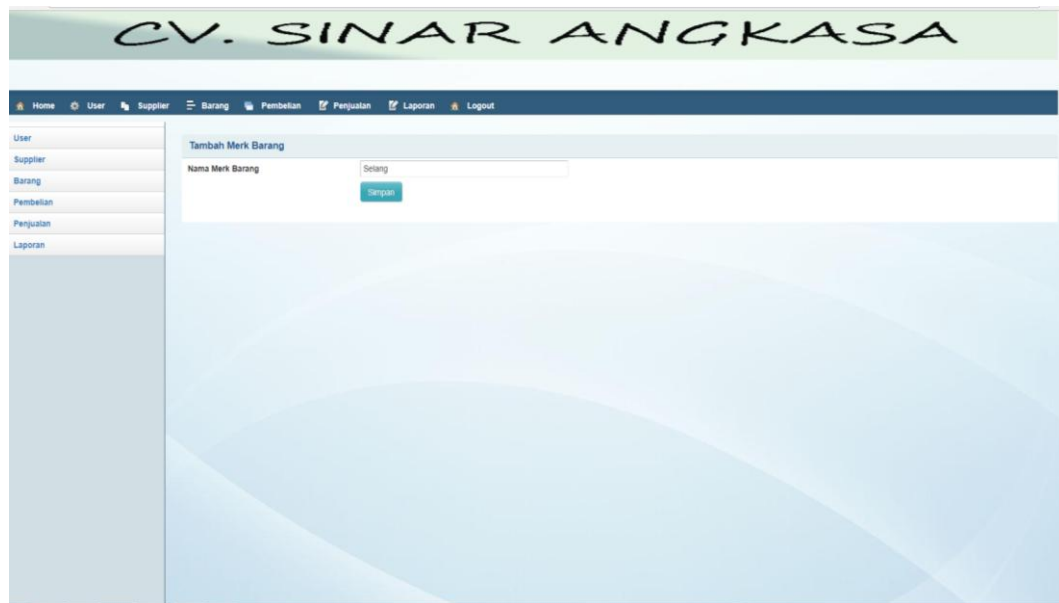 CV. SINAR ANGKASA
Home User Supplier Barang Pembelian Penjualan Laporan Logout
User
Supplier
Barang
Pembelian
Penjualan
Laporan
Tambah Merk Barang
Nama Merk Barang Selang
Simpan